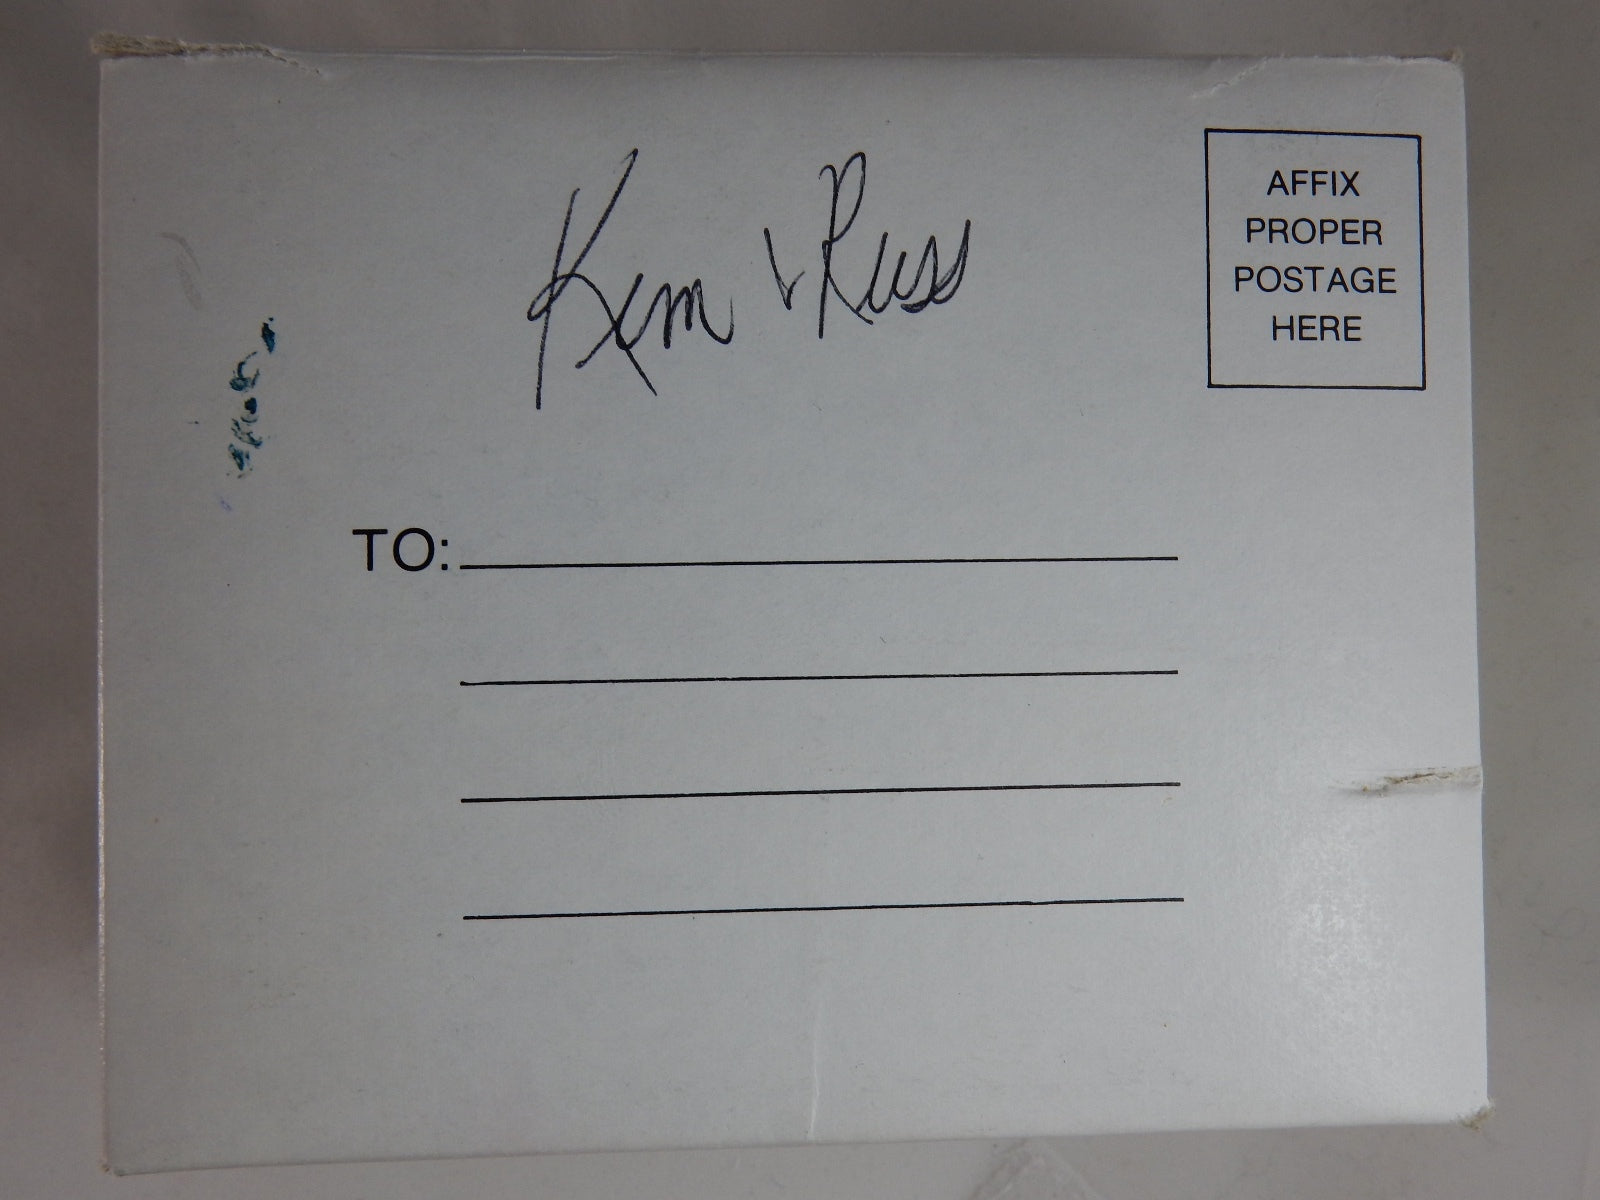 Kim & Russ
AFFIX
PROPER
POSTAGE
HERE
TO: